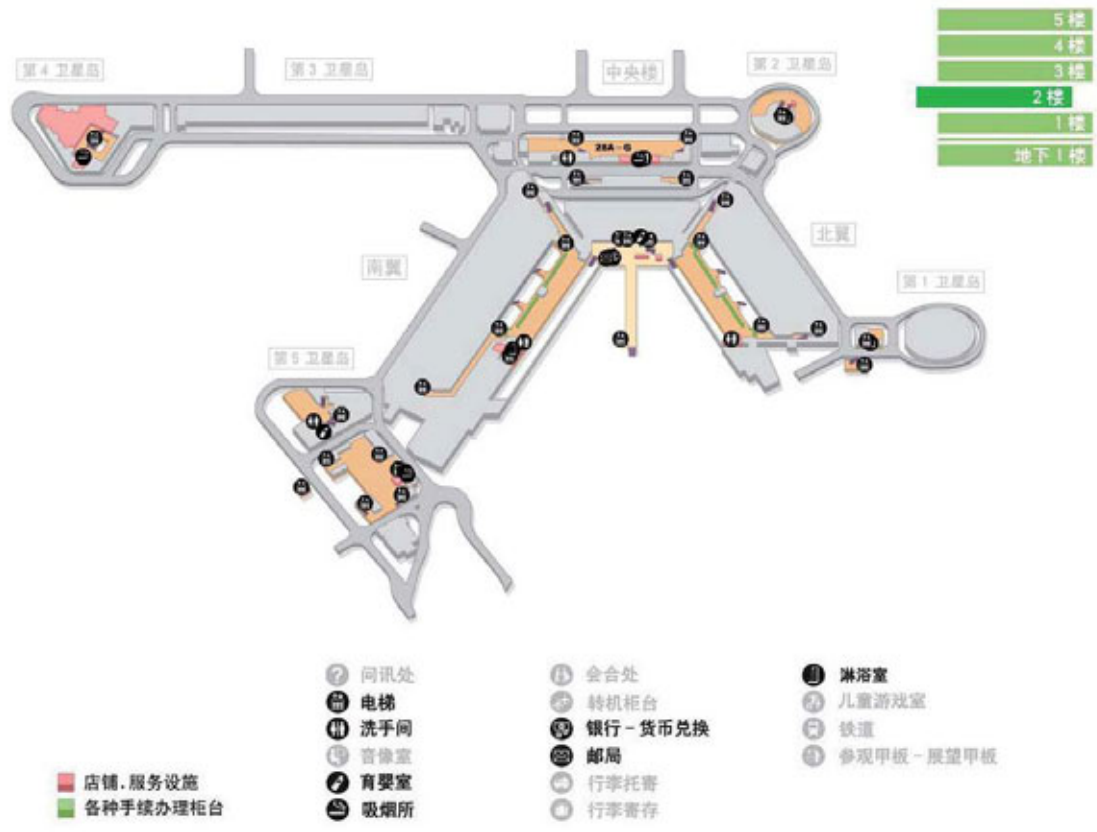 5 楼
4 楼
3 楼
2 楼
1 楼
地下 1 楼
第 4 卫星岛
第 3 卫星岛
中央楼
第 2 卫星岛
28A-G
北翼
南翼
第 1 卫星岛
第 5 卫星岛
问讯处
电梯
洗手间
音像室
育婴室
吸烟所
会合处
转机柜台
银行-货币兑换
邮局
行李托寄
行李寄存
淋浴室
儿童游戏室
铁道
参观甲板-展望甲板
店铺.服务设施
各种手续办理柜台